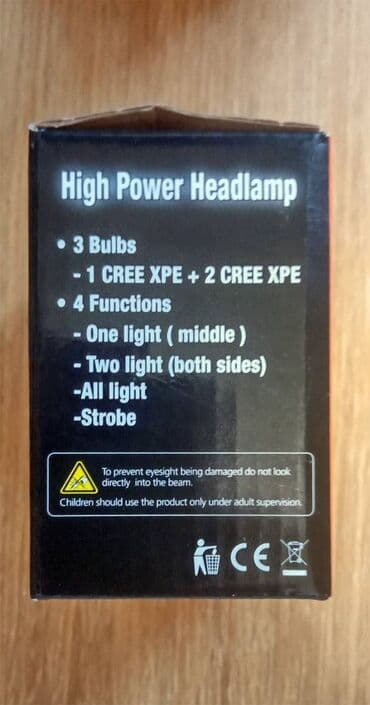 High Power Headlamp
• 3 Bulbs
- 1 CREE XPE + 2 CREE XPE
• 4 Functions
- One light ( middle )
- Two light (both sides)
-All light
-Strobe
To prevent eyesight being damaged do not look
directly into the beam.
Children should use the product only under adult supervision.
CE